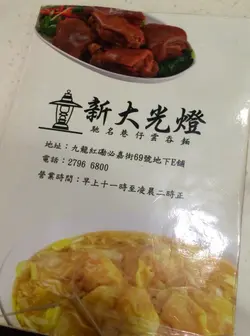 新大光燈
馳名巷仔雲吞麵
地址：九龍紅磡必嘉街69號地下E舖
電話：2796 6800
營業時間：早上十一時至凌晨二時正